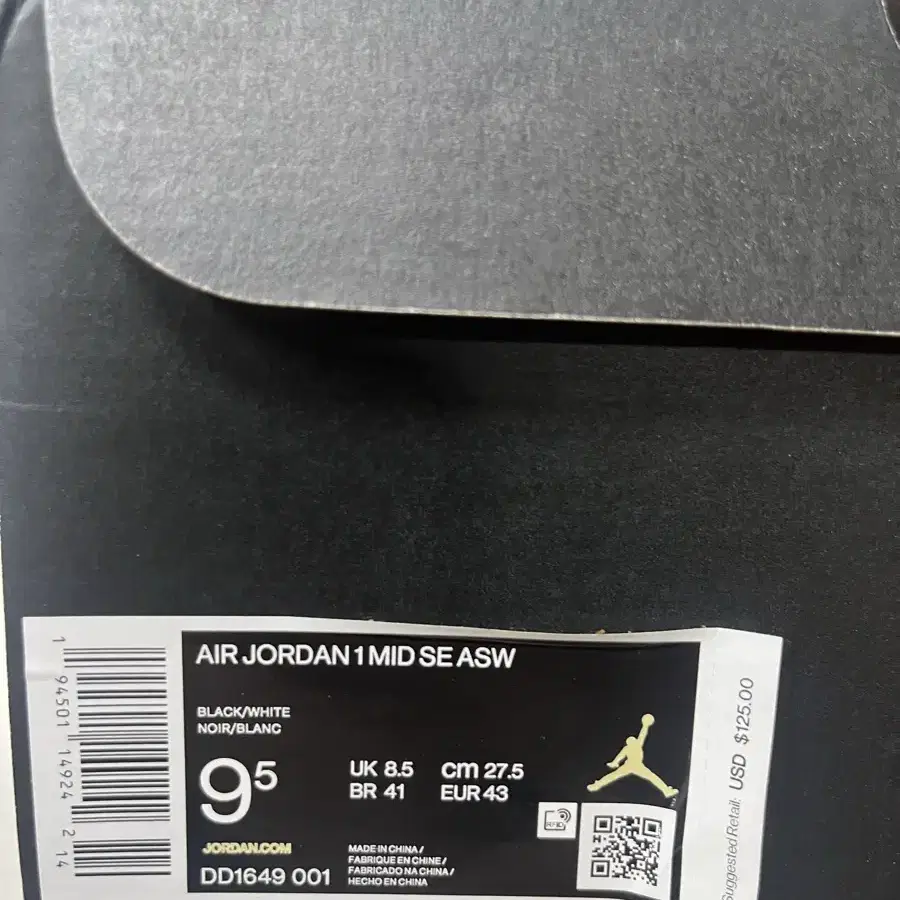 AIR JORDAN 1 MID SE ASW
BLACK/WHITE
NOIR/BLANC
9⁵
UK 8.5 cm 27.5
BR 41 EUR 43
JORDAN.COM
DD1649 001
MADE IN CHINA /
FABRIQUE EN CHINE /
FABRICADO NA CHINA /
HECHO EN CHINA
RFID
1 94501 14924 2 14
Suggested Retail: USD $125.00